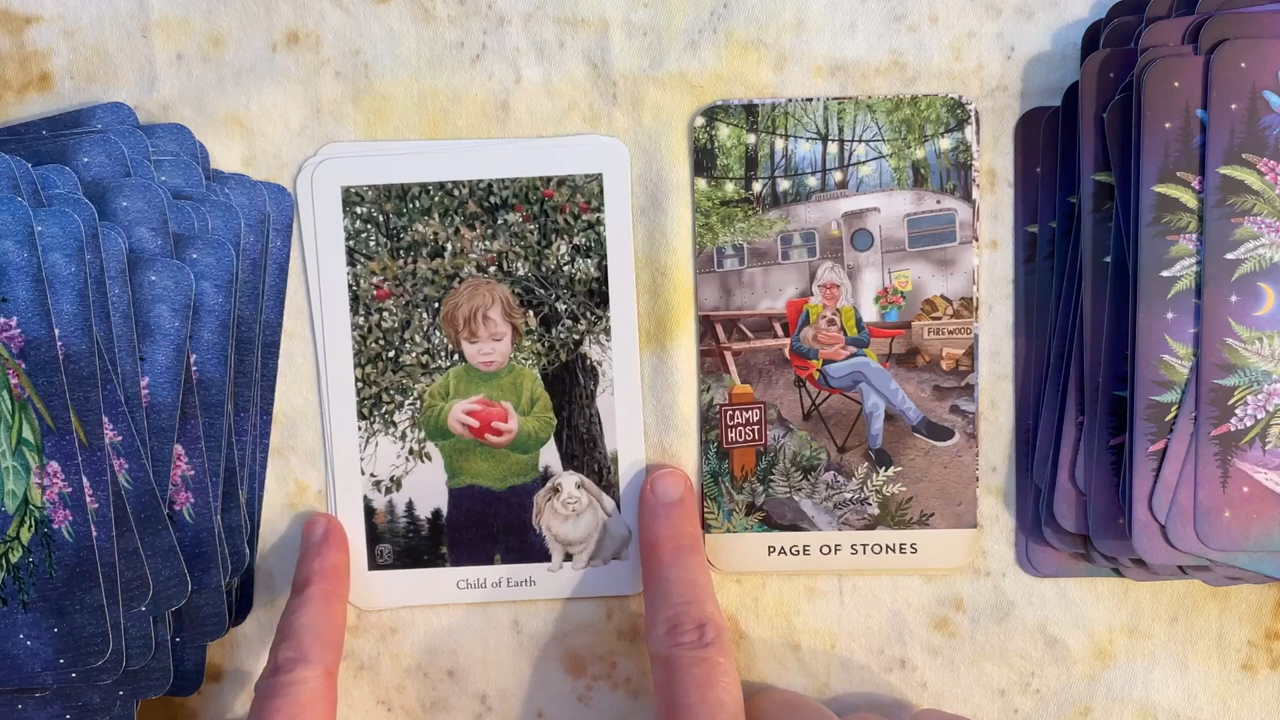 Child of Earth
FIREWOOD
CAMP
HOST
PAGE OF STONES